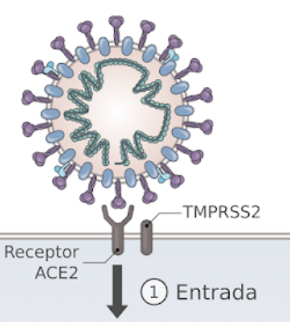 TMPRSS2
Receptor
ACE2
1 Entrada